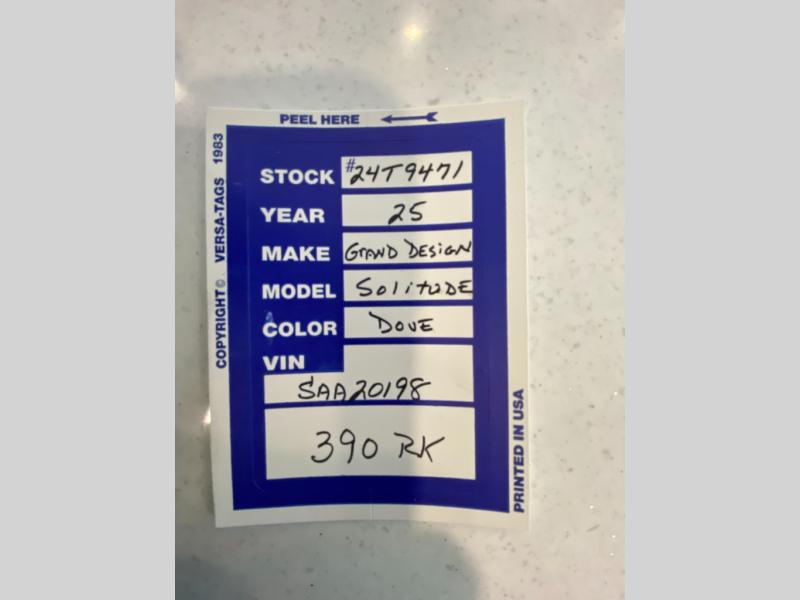 PEEL HERE
STOCK #24T9471
YEAR 25
MAKE GRAND DESIGN
MODEL SOLiTUDE
COLOR DOVE
VIN
SAA20198
390 RK
COPYRIGHT© VERSA-TAGS 1983
PRINTED IN USA